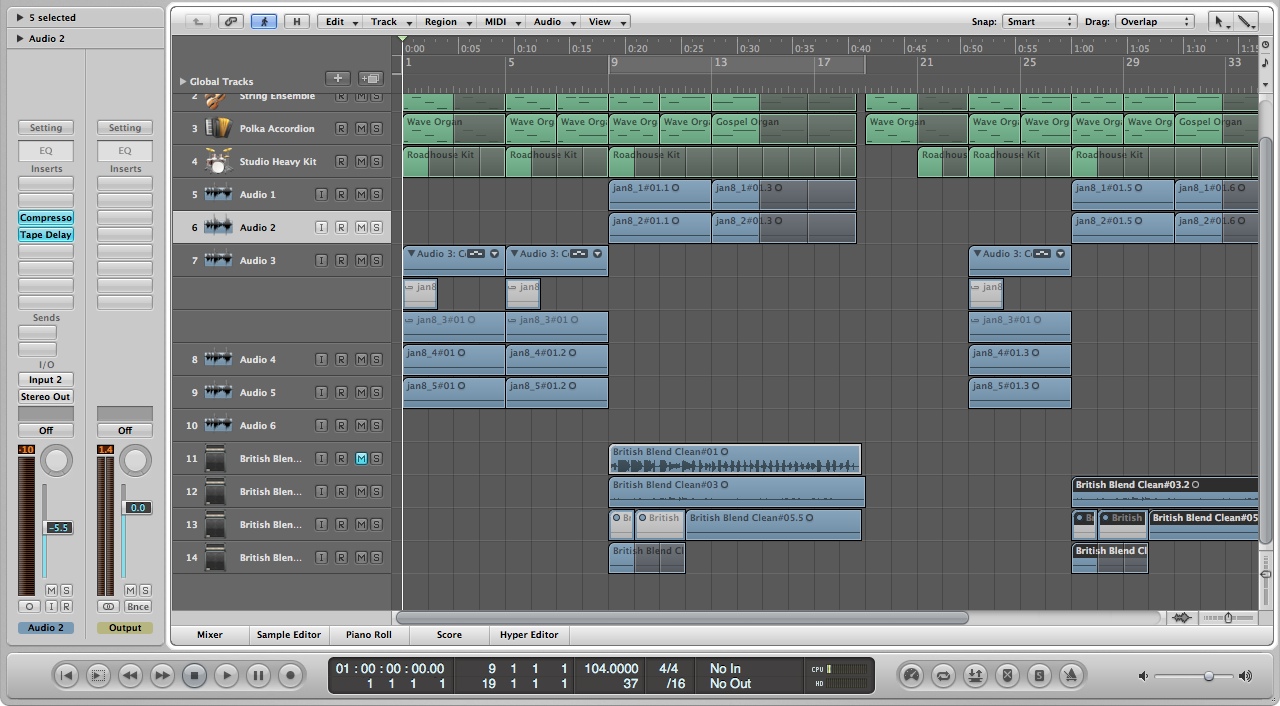 5 selected
Audio 2
H
Edit
Track
Region
MIDI
Audio
View
Snap: Smart
Drag: Overlap
0:00 0:05 0:10 0:15 0:20 0:25 0:30 0:35 0:40 0:45 0:50 0:55 1:00 1:05 1:10 1:15
Global Tracks
1 5 9 13 17 21 25 29 33
2 String Ensemble R M S
3 Polka Accordion R M S
Wave Organ Wave Org Wave Orga Wave Org Wave Org Gospel Organ Wave Organ Wave Org Wave Org Wave Org Wave Org Gospel Organ
4 Studio Heavy Kit R M S
Roadhouse Kit Roadhouse Kit Roadhouse Kit Roadhous Roadhouse Kit Roadhouse Kit
5 Audio 1 I R M S
jan8_1#01.1 jan8_1#01.3 jan8_1#01.5 jan8_1#01.6
6 Audio 2 I R M S
jan8_2#01.1 jan8_2#01.3 jan8_2#01.5 jan8_2#01.6
7 Audio 3 I R M S
Audio 3: C Audio 3: C Audio 3: C
jan8 jan8 jan8
jan8_3#01 jan8_3#01 jan8_3#01
8 Audio 4 I R M S
jan8_4#01 jan8_4#01.2 jan8_4#01.3
9 Audio 5 I R M S
jan8_5#01 jan8_5#01.2 jan8_5#01.3
10 Audio 6 I R M S
11 British Blen... I R M S
British Blend Clean#01
12 British Blen... I R M S
British Blend Clean#03 British Blend Clean#03.2
13 British Blen... I R M S
Br British British Blend Clean#05.5 B British British Blend Clean#05
14 British Blen... I R M S
British Blend Cl British Blend Cl
Setting Setting
EQ EQ
Inserts Inserts
Compresso
Tape Delay
Sends
I/O
Input 2
Stereo Out
Off Off
-10 1.4
-5.5 0.0
M S M S
I R Bnce
Audio 2 Output
Mixer
Sample Editor
Piano Roll
Score
Hyper Editor
01 : 00 : 00 : 00.00 9 1 1 1 104.0000 4/4 No In CPU
1 1 1 1 19 1 1 1 37 /16 No Out HD
S